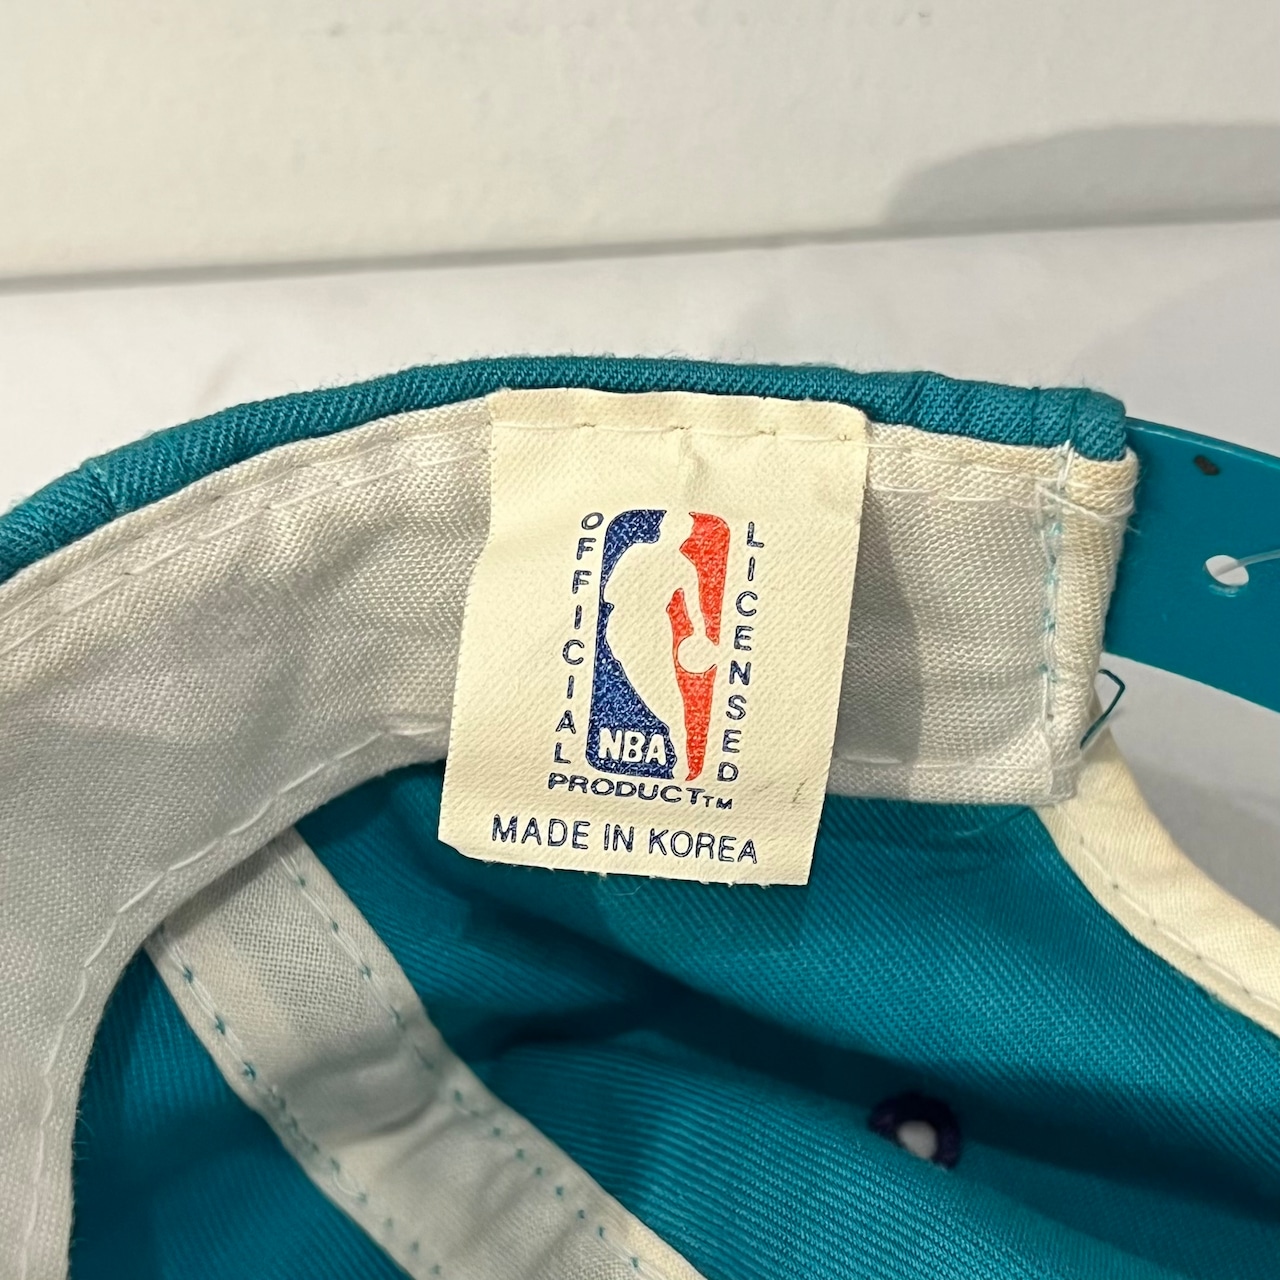 OFFICIAL
LICENSED
NBA
PRODUCT™
MADE IN KOREA